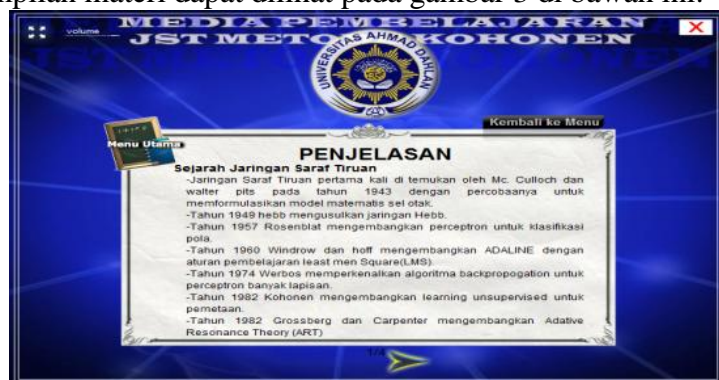 mpilan materi dapat dilihat pada gambar 3 di bawah ini.
volume
MEDIA PEMBELAJARAN
JST METO KOHONEN
UNIVERSITAS AHMAD DAHLAN
Kembali ke Menu
Menu Utama
PENJELASAN
Sejarah Jaringan Saraf Tiruan
-Jaringan Saraf Tiruan pertama kali di temukan oleh Mc. Culloch dan
walter pits pada tahun 1943 dengan percobaanya untuk
memformulasikan model matematis sel otak.
-Tahun 1949 hebb mengusulkan jaringan Hebb.
-Tahun 1957 Rosenblat mengembangkan perceptron untuk klasifikasi
pola.
-Tahun 1960 Windrow dan hoff mengembangkan ADALINE dengan
aturan pembelajaran least men Square(LMS).
-Tahun 1974 Werbos memperkenalkan algoritma backpropogation untuk
perceptron banyak lapisan.
-Tahun 1982 Kohonen mengembangkan learning unsupervised untuk
pemetaan.
-Tahun 1982 Grossberg dan Carpenter mengembangkan Adative
Resonance Theory (ART)
1/4